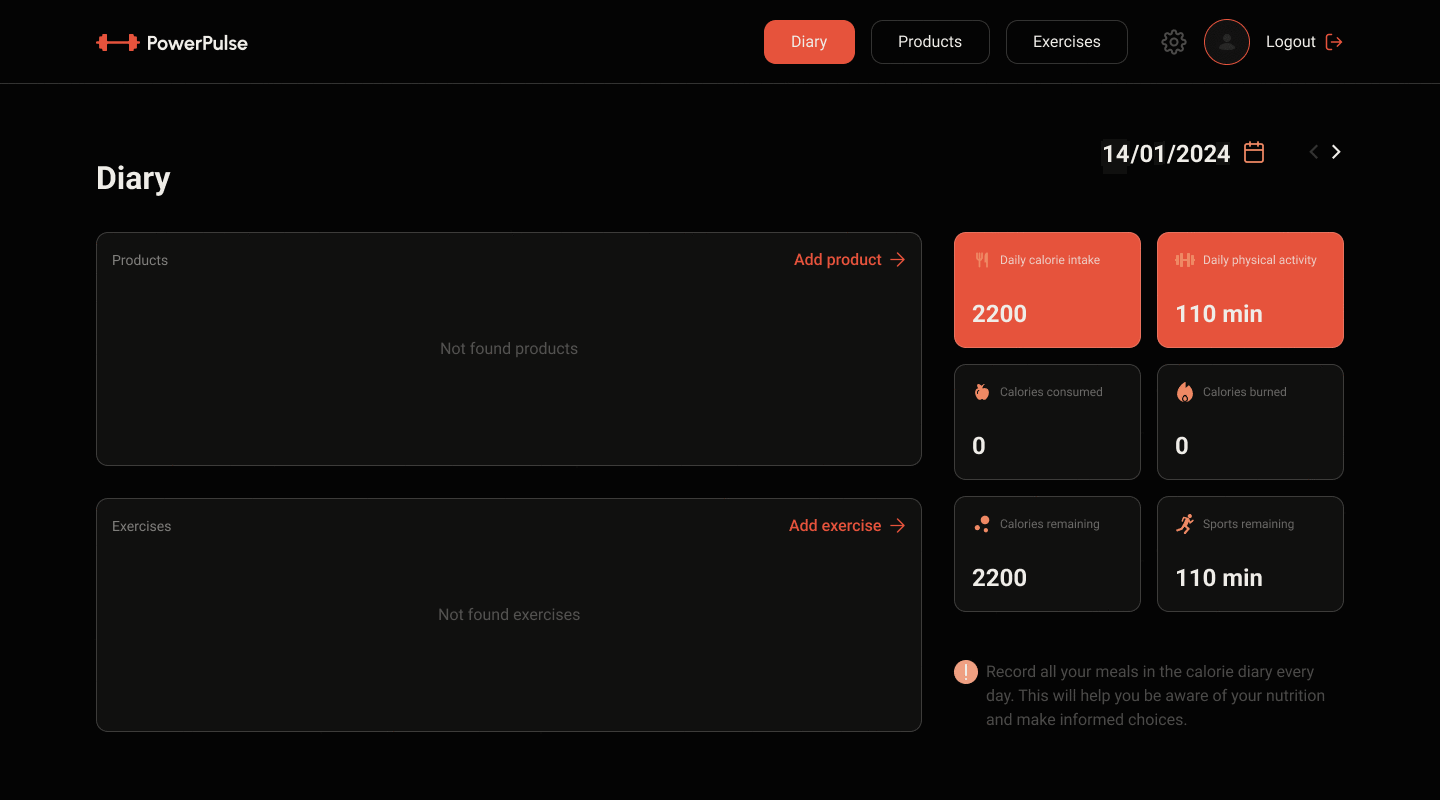 PowerPulse
Diary
Products
Exercises
Logout
14/01/2024
Diary
Products
Add product
Not found products
Exercises
Add exercise
Not found exercises
Daily calorie intake
2200
Daily physical activity
110 min
Calories consumed
0
Calories burned
0
Calories remaining
2200
Sports remaining
110 min
Record all your meals in the calorie diary every
day. This will help you be aware of your nutrition
and make informed choices.